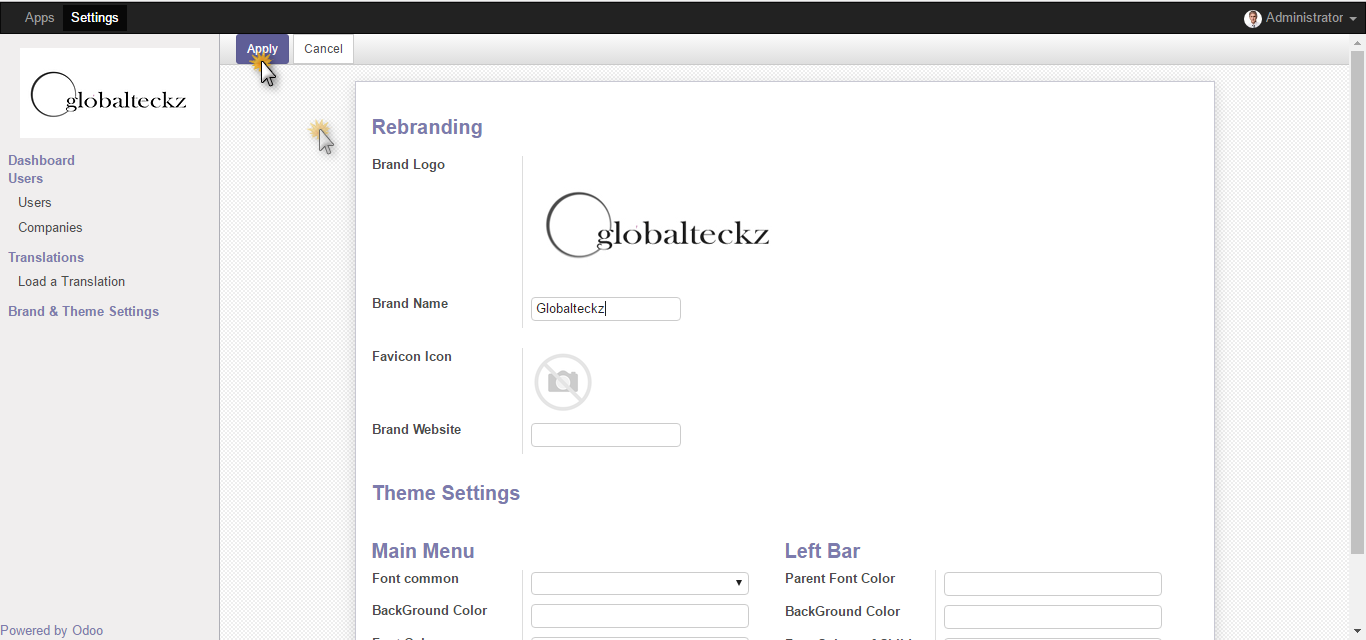 Apps Settings Administrator
Apply Cancel
globalteckz
Dashboard
Users
Users
Companies
Translations
Load a Translation
Brand & Theme Settings
Powered by Odoo
Rebranding
Brand Logo
globalteckz
Brand Name Globalteckz
Favicon Icon
Brand Website
Theme Settings
Main Menu
Font common
BackGround Color
Left Bar
Parent Font Color
BackGround Color